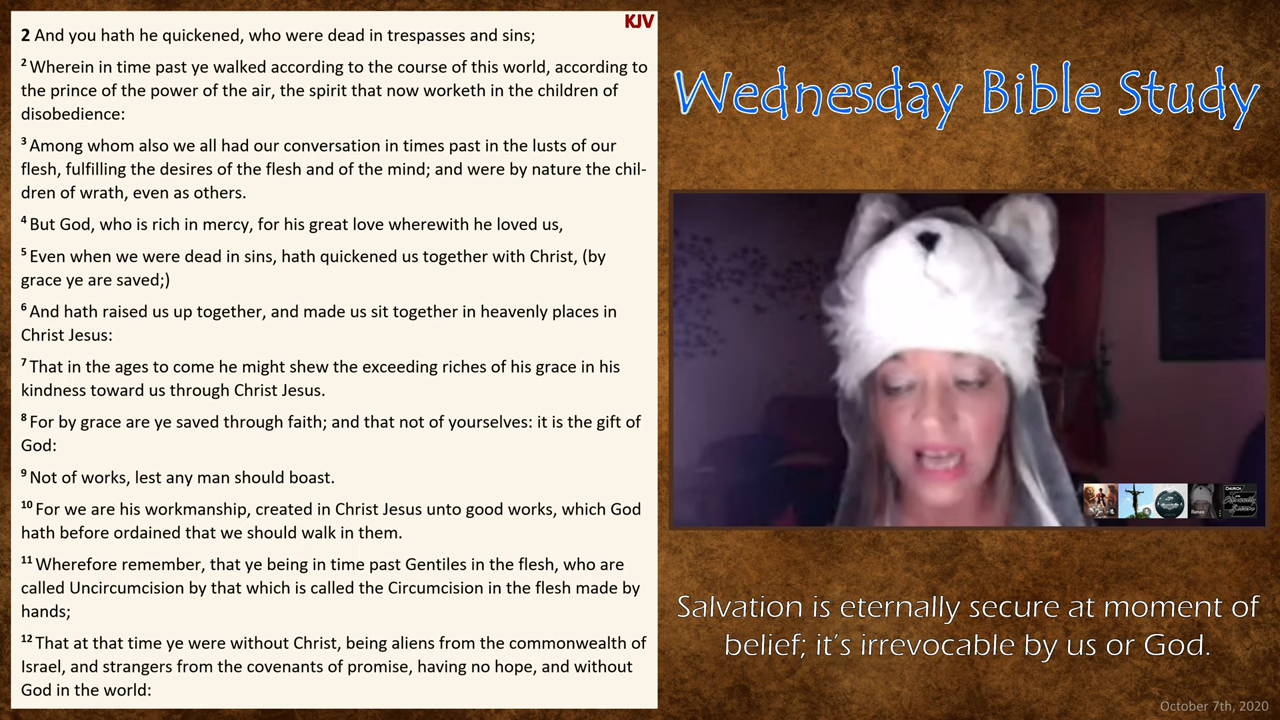 KJV
2 And you hath he quickened, who were dead in trespasses and sins;
2 Wherein in time past ye walked according to the course of this world, according to
the prince of the power of the air, the spirit that now worketh in the children of
disobedience:
3 Among whom also we all had our conversation in times past in the lusts of our
flesh, fulfilling the desires of the flesh and of the mind; and were by nature the chil-
dren of wrath, even as others.
4 But God, who is rich in mercy, for his great love wherewith he loved us,
5 Even when we were dead in sins, hath quickened us together with Christ, (by
grace ye are saved;)
6 And hath raised us up together, and made us sit together in heavenly places in
Christ Jesus:
7 That in the ages to come he might shew the exceeding riches of his grace in his
kindness toward us through Christ Jesus.
8 For by grace are ye saved through faith; and that not of yourselves: it is the gift of
God:
9 Not of works, lest any man should boast.
10 For we are his workmanship, created in Christ Jesus unto good works, which God
hath before ordained that we should walk in them.
11 Wherefore remember, that ye being in time past Gentiles in the flesh, who are
called Uncircumcision by that which is called the Circumcision in the flesh made by
hands;
12 That at that time ye were without Christ, being aliens from the commonwealth of
Israel, and strangers from the covenants of promise, having no hope, and without
God in the world:
Wednesday Bible Study
Renee
CHURCH
Salvation is eternally secure at moment of
belief; it's irrevocable by us or God.
October 7th, 2020